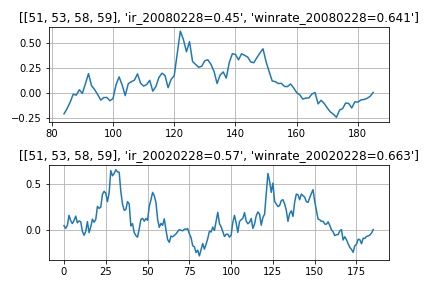 [[51, 53, 58, 59], 'ir_20080228=0.45', 'winrate_20080228=0.641']
0.50
0.25
0.00
−0.25
80 100 120 140 160 180
[[51, 53, 58, 59], 'ir_20020228=0.57', 'winrate_20020228=0.663']
0.5
0.0
0 25 50 75 100 125 150 175